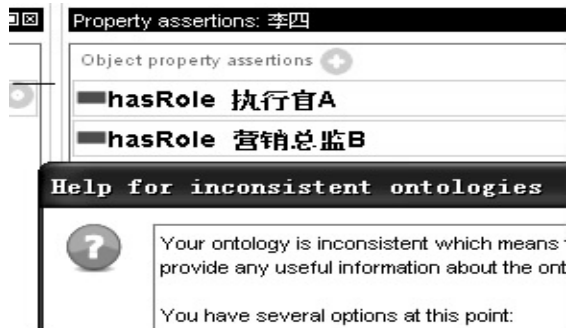 Property assertions: 李四
Object property assertions
hasRole 执行官A
hasRole 营销总监B
Help for inconsistent ontologies
Your ontology is inconsistent which means
provide any useful information about the ont
You have several options at this point: